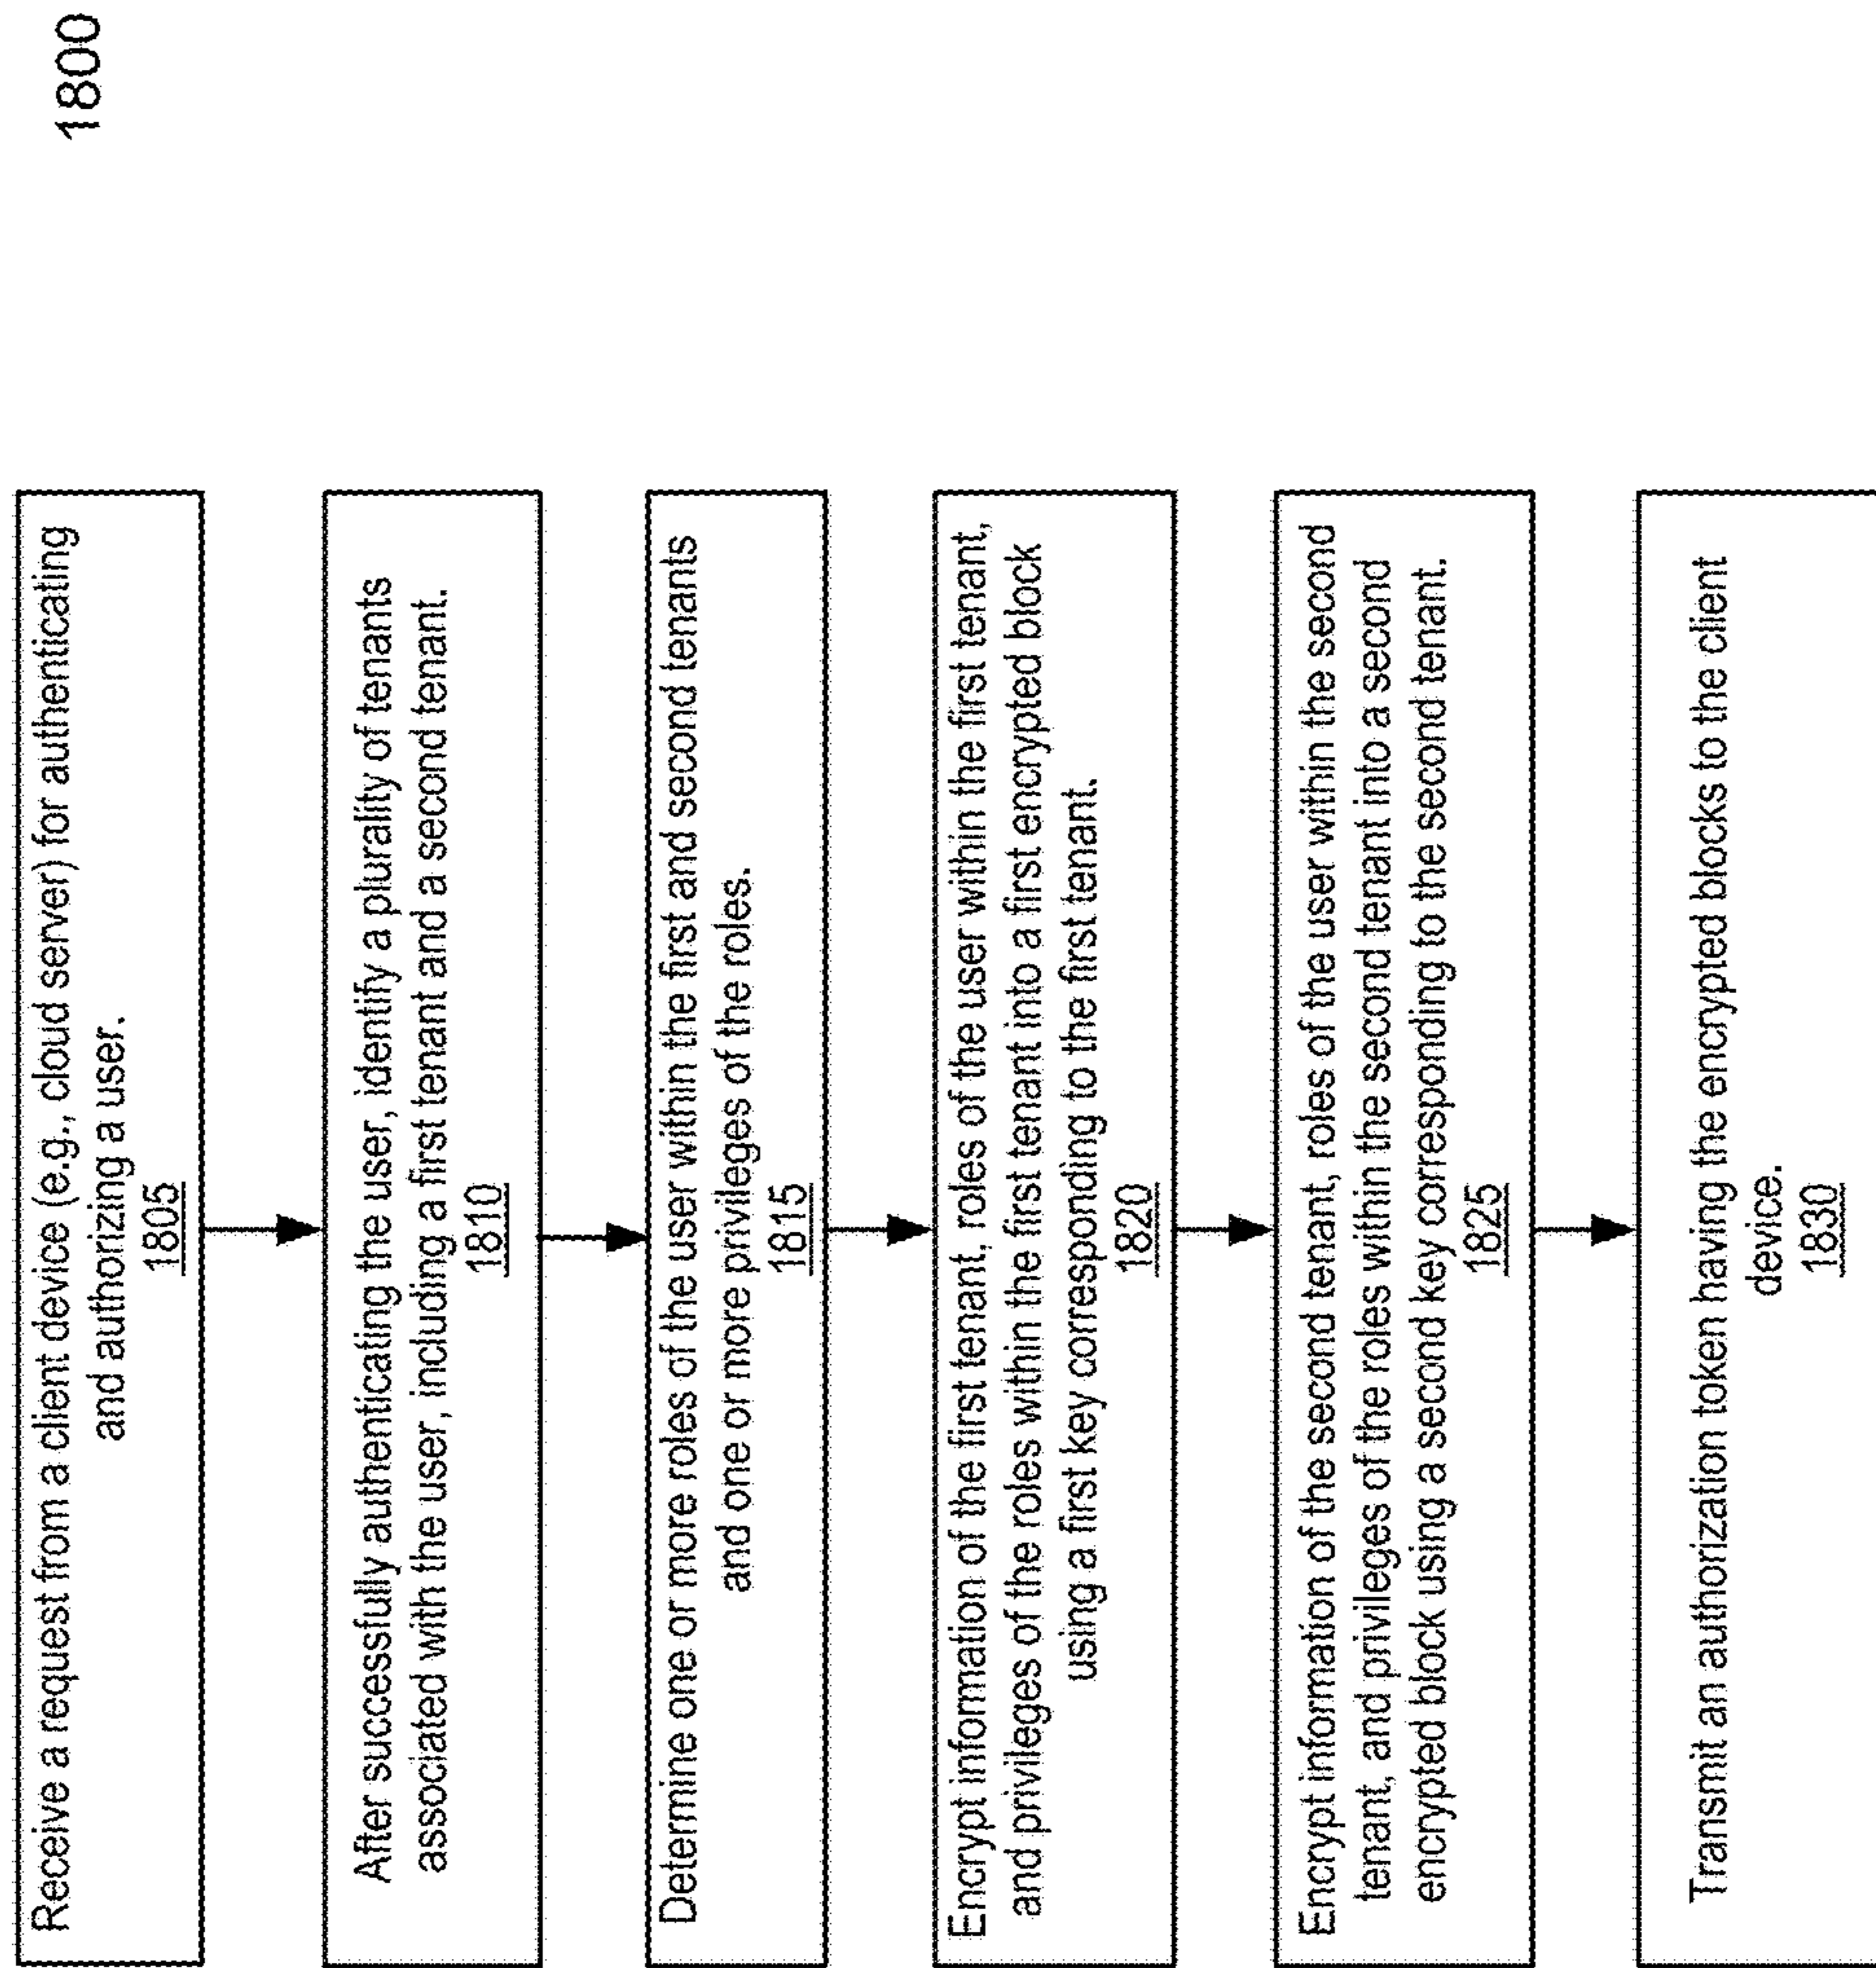 1800
Receive a request from a client device (e.g., cloud server) for authenticating
and authorizing a user.
1805
After successfully authenticating the user, identify a plurality of tenants
associated with the user, including a first tenant and a second tenant.
1810
Determine one or more roles of the user within the first and second tenants
and one or more privileges of the roles.
1815
Encrypt information of the first tenant, roles of the user within the first tenant,
and privileges of the roles within the first tenant into a first encrypted block
using a first key corresponding to the first tenant.
1820
Encrypt information of the second tenant, roles of the user within the second
tenant, and privileges of the roles within the second tenant into a second
encrypted block using a second key corresponding to the second tenant.
1825
Transmit an authorization token having the encrypted blocks to the client
device.
1830